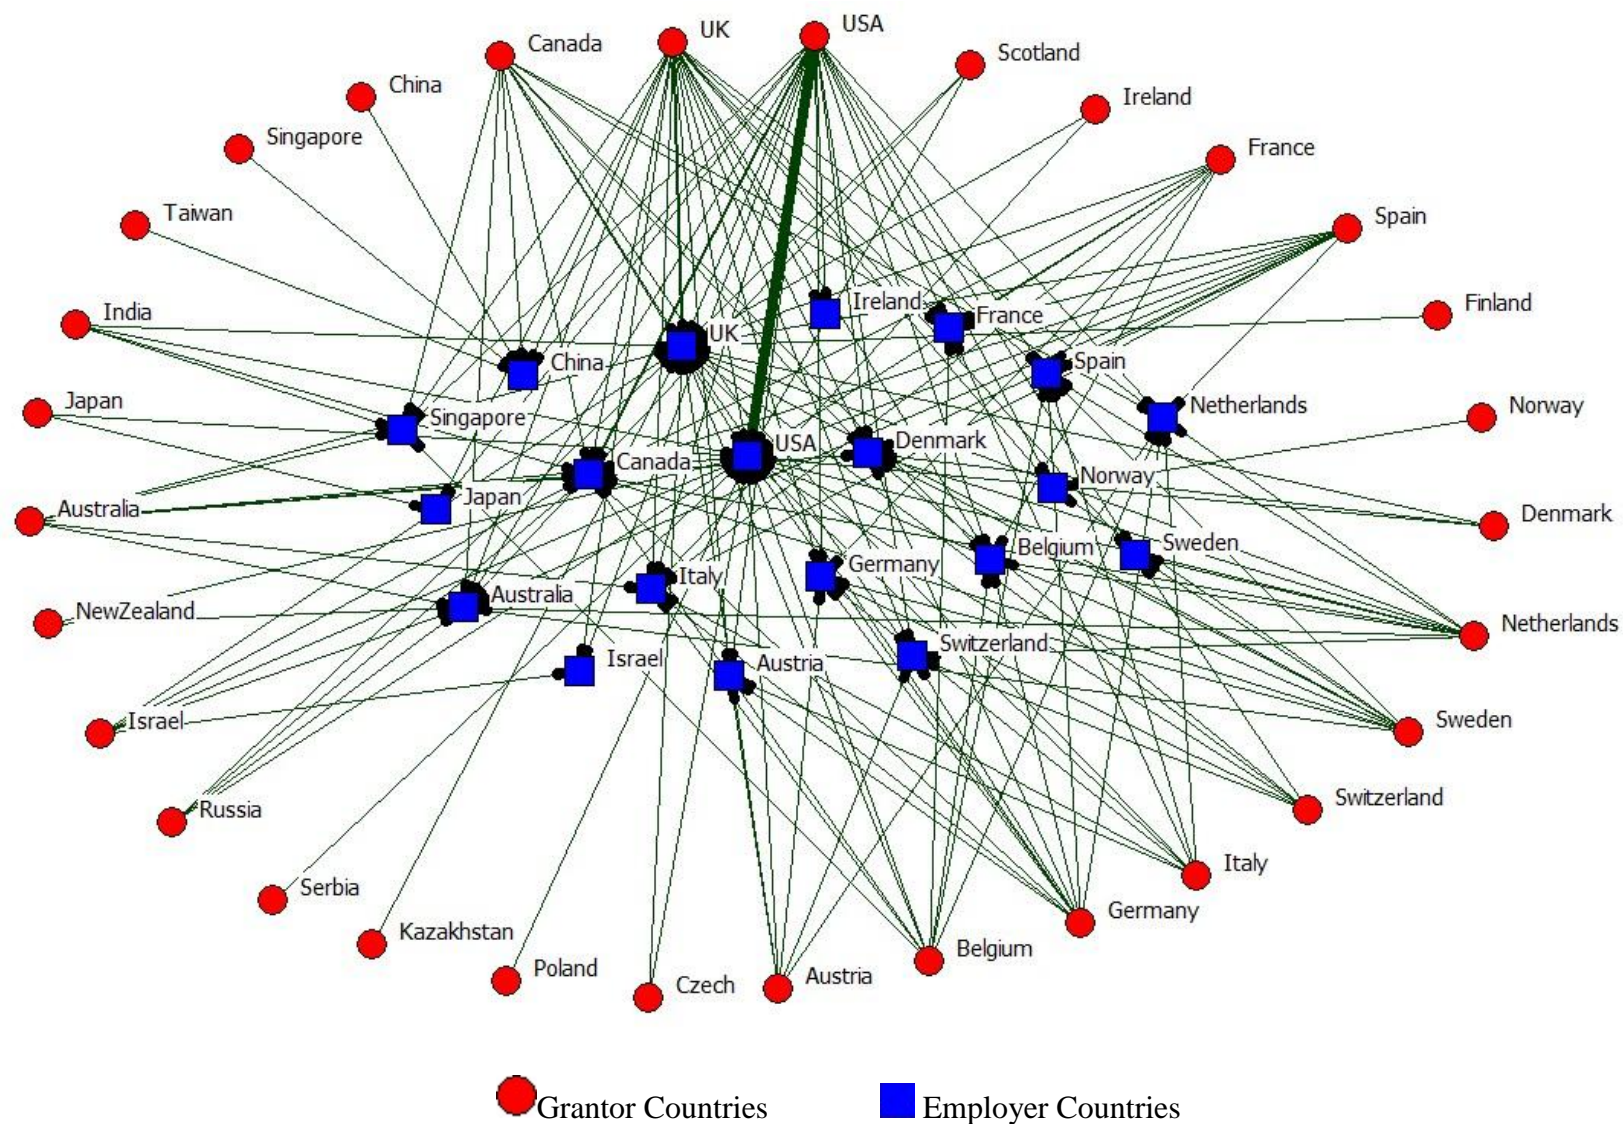 USA
UK
Canada
Scotland
China
Ireland
Singapore
France
Taiwan
Spain
India
Ireland
Finland
France
UK
China
Spain
Japan
Netherlands
Norway
Singapore
Denmark
USA
Canada
Norway
Japan
Australia
Denmark
Sweden
Belgium
Germany
Italy
Australia
NewZealand
Netherlands
Switzerland
Israel
Austria
Israel
Sweden
Switzerland
Russia
Italy
Serbia
Germany
Kazakhstan
Belgium
Poland
Austria
Czech
Grantor Countries
Employer Countries